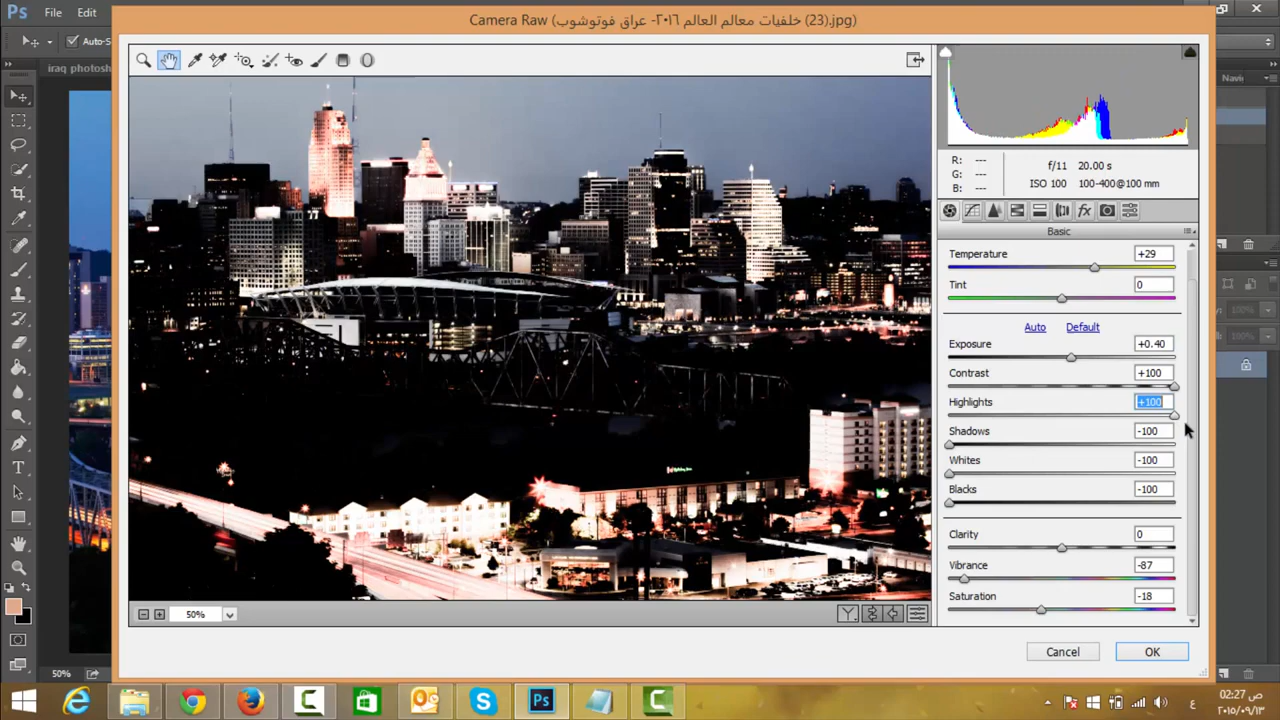 Ps File Edit
Camera Raw (خلفيات معالم العالم ٢٠١٦- عراق فوتوشوب (23).jpg)
Auto-S
iraq photosh
Navi
R: ---
G: ---
B: ---
f/11 20.00 s
ISO 100 100-400@100 mm
fx
Basic
Temperature +29
Tint 0
Auto Default
Exposure +0.40
Contrast +100
Highlights +100
Shadows -100
Whites -100
Blacks -100
Clarity 0
Vibrance -87
Saturation -18
50%
Y
Cancel OK
50%
T
Ps
ع
02:27 ص
٢٠١٥/٠٩/١٣